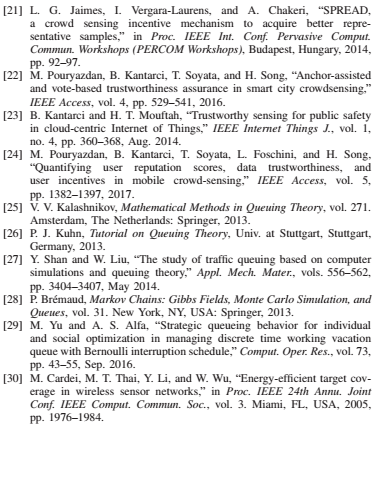 [21] L. G. Jaimes, I. Vergara-Laurens, and A. Chakeri, “SPREAD,
a crowd sensing incentive mechanism to acquire better repre-
sentative samples,” in Proc. IEEE Int. Conf. Pervasive Comput.
Commun. Workshops (PERCOM Workshops), Budapest, Hungary, 2014,
pp. 92–97.
[22] M. Pouryazdan, B. Kantarci, T. Soyata, and H. Song, “Anchor-assisted
and vote-based trustworthiness assurance in smart city crowdsensing,”
IEEE Access, vol. 4, pp. 529–541, 2016.
[23] B. Kantarci and H. T. Mouftah, “Trustworthy sensing for public safety
in cloud-centric Internet of Things,” IEEE Internet Things J., vol. 1,
no. 4, pp. 360–368, Aug. 2014.
[24] M. Pouryazdan, B. Kantarci, T. Soyata, L. Foschini, and H. Song,
“Quantifying user reputation scores, data trustworthiness, and
user incentives in mobile crowd-sensing,” IEEE Access, vol. 5,
pp. 1382–1397, 2017.
[25] V. V. Kalashnikov, Mathematical Methods in Queuing Theory, vol. 271.
Amsterdam, The Netherlands: Springer, 2013.
[26] P. J. Kuhn, Tutorial on Queuing Theory, Univ. at Stuttgart, Stuttgart,
Germany, 2013.
[27] Y. Shan and W. Liu, “The study of traffic queuing based on computer
simulations and queuing theory,” Appl. Mech. Mater., vols. 556–562,
pp. 3404–3407, May 2014.
[28] P. Brémaud, Markov Chains: Gibbs Fields, Monte Carlo Simulation, and
Queues, vol. 31. New York, NY, USA: Springer, 2013.
[29] M. Yu and A. S. Alfa, “Strategic queueing behavior for individual
and social optimization in managing discrete time working vacation
queue with Bernoulli interruption schedule,” Comput. Oper. Res., vol. 73,
pp. 43–55, Sep. 2016.
[30] M. Cardei, M. T. Thai, Y. Li, and W. Wu, “Energy-efficient target cov-
erage in wireless sensor networks,” in Proc. IEEE 24th Annu. Joint
Conf. IEEE Comput. Commun. Soc., vol. 3. Miami, FL, USA, 2005,
pp. 1976–1984.